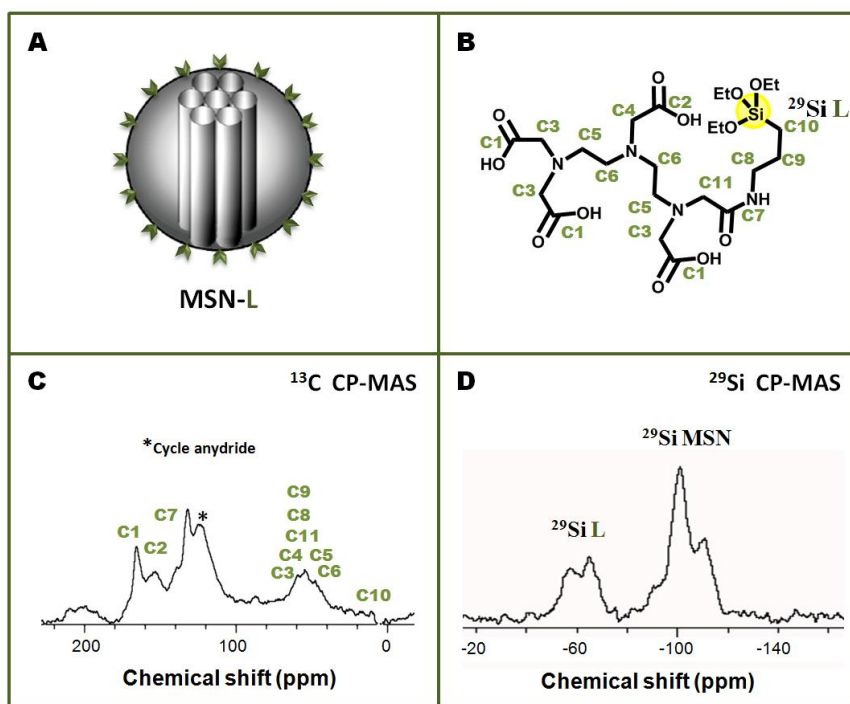 A
MSN-L
B
O
C2
OH
C4
C1
O
HO
C3
N
C5
C6
N
C6
C5
C3
O
OH
C1
N
C3
C11
O
NH
C7
C8
C9
C10
O
OH
C1
EtO
OEt
OEt
EtO
Si
²⁹Si L
C
¹³C CP-MAS
*Cycle anydride
C1
C2
C7
*
C9
C8
C11
C4 C5
C3 C6
C10
200 100 0
Chemical shift (ppm)
D
²⁹Si CP-MAS
²⁹Si MSN
²⁹Si L
-20 -60 -100 -140
Chemical shift (ppm)